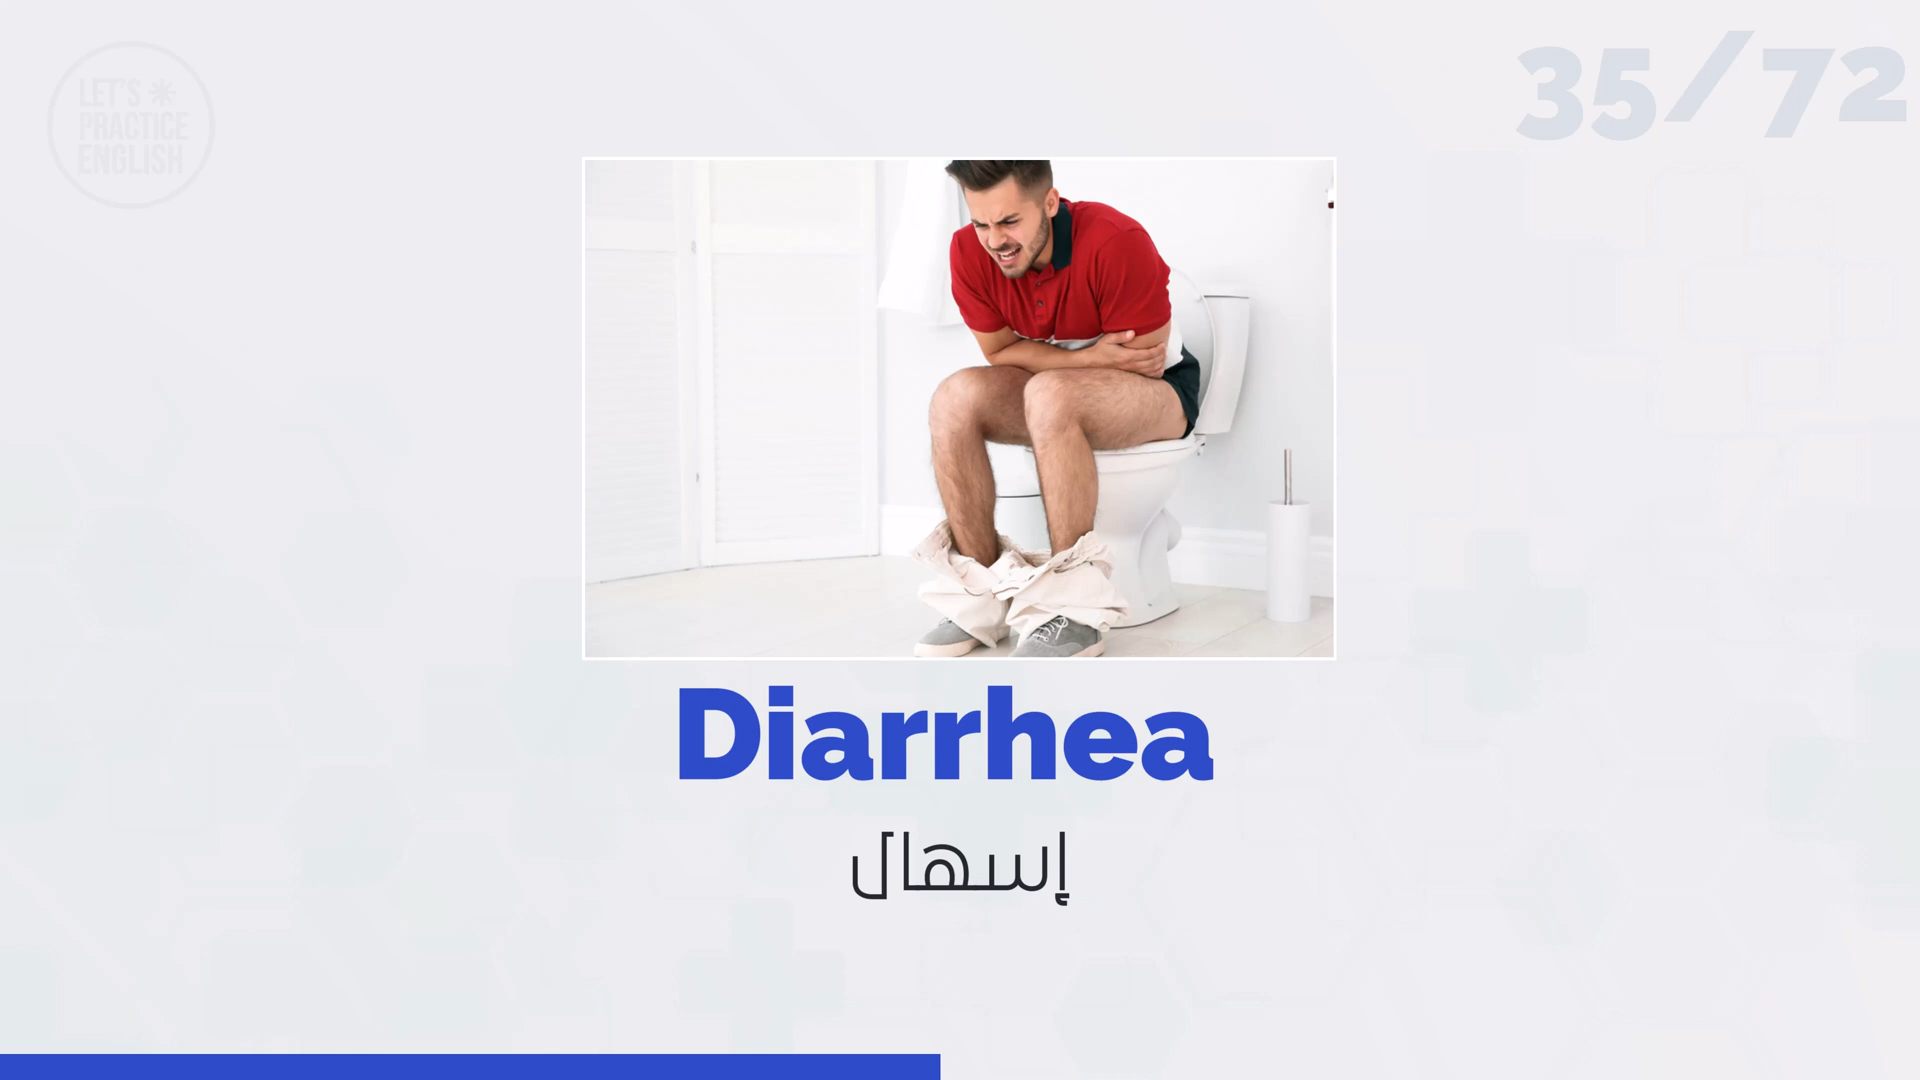 LET'S
PRACTICE
ENGLISH
35/72
Diarrhea
إسهال